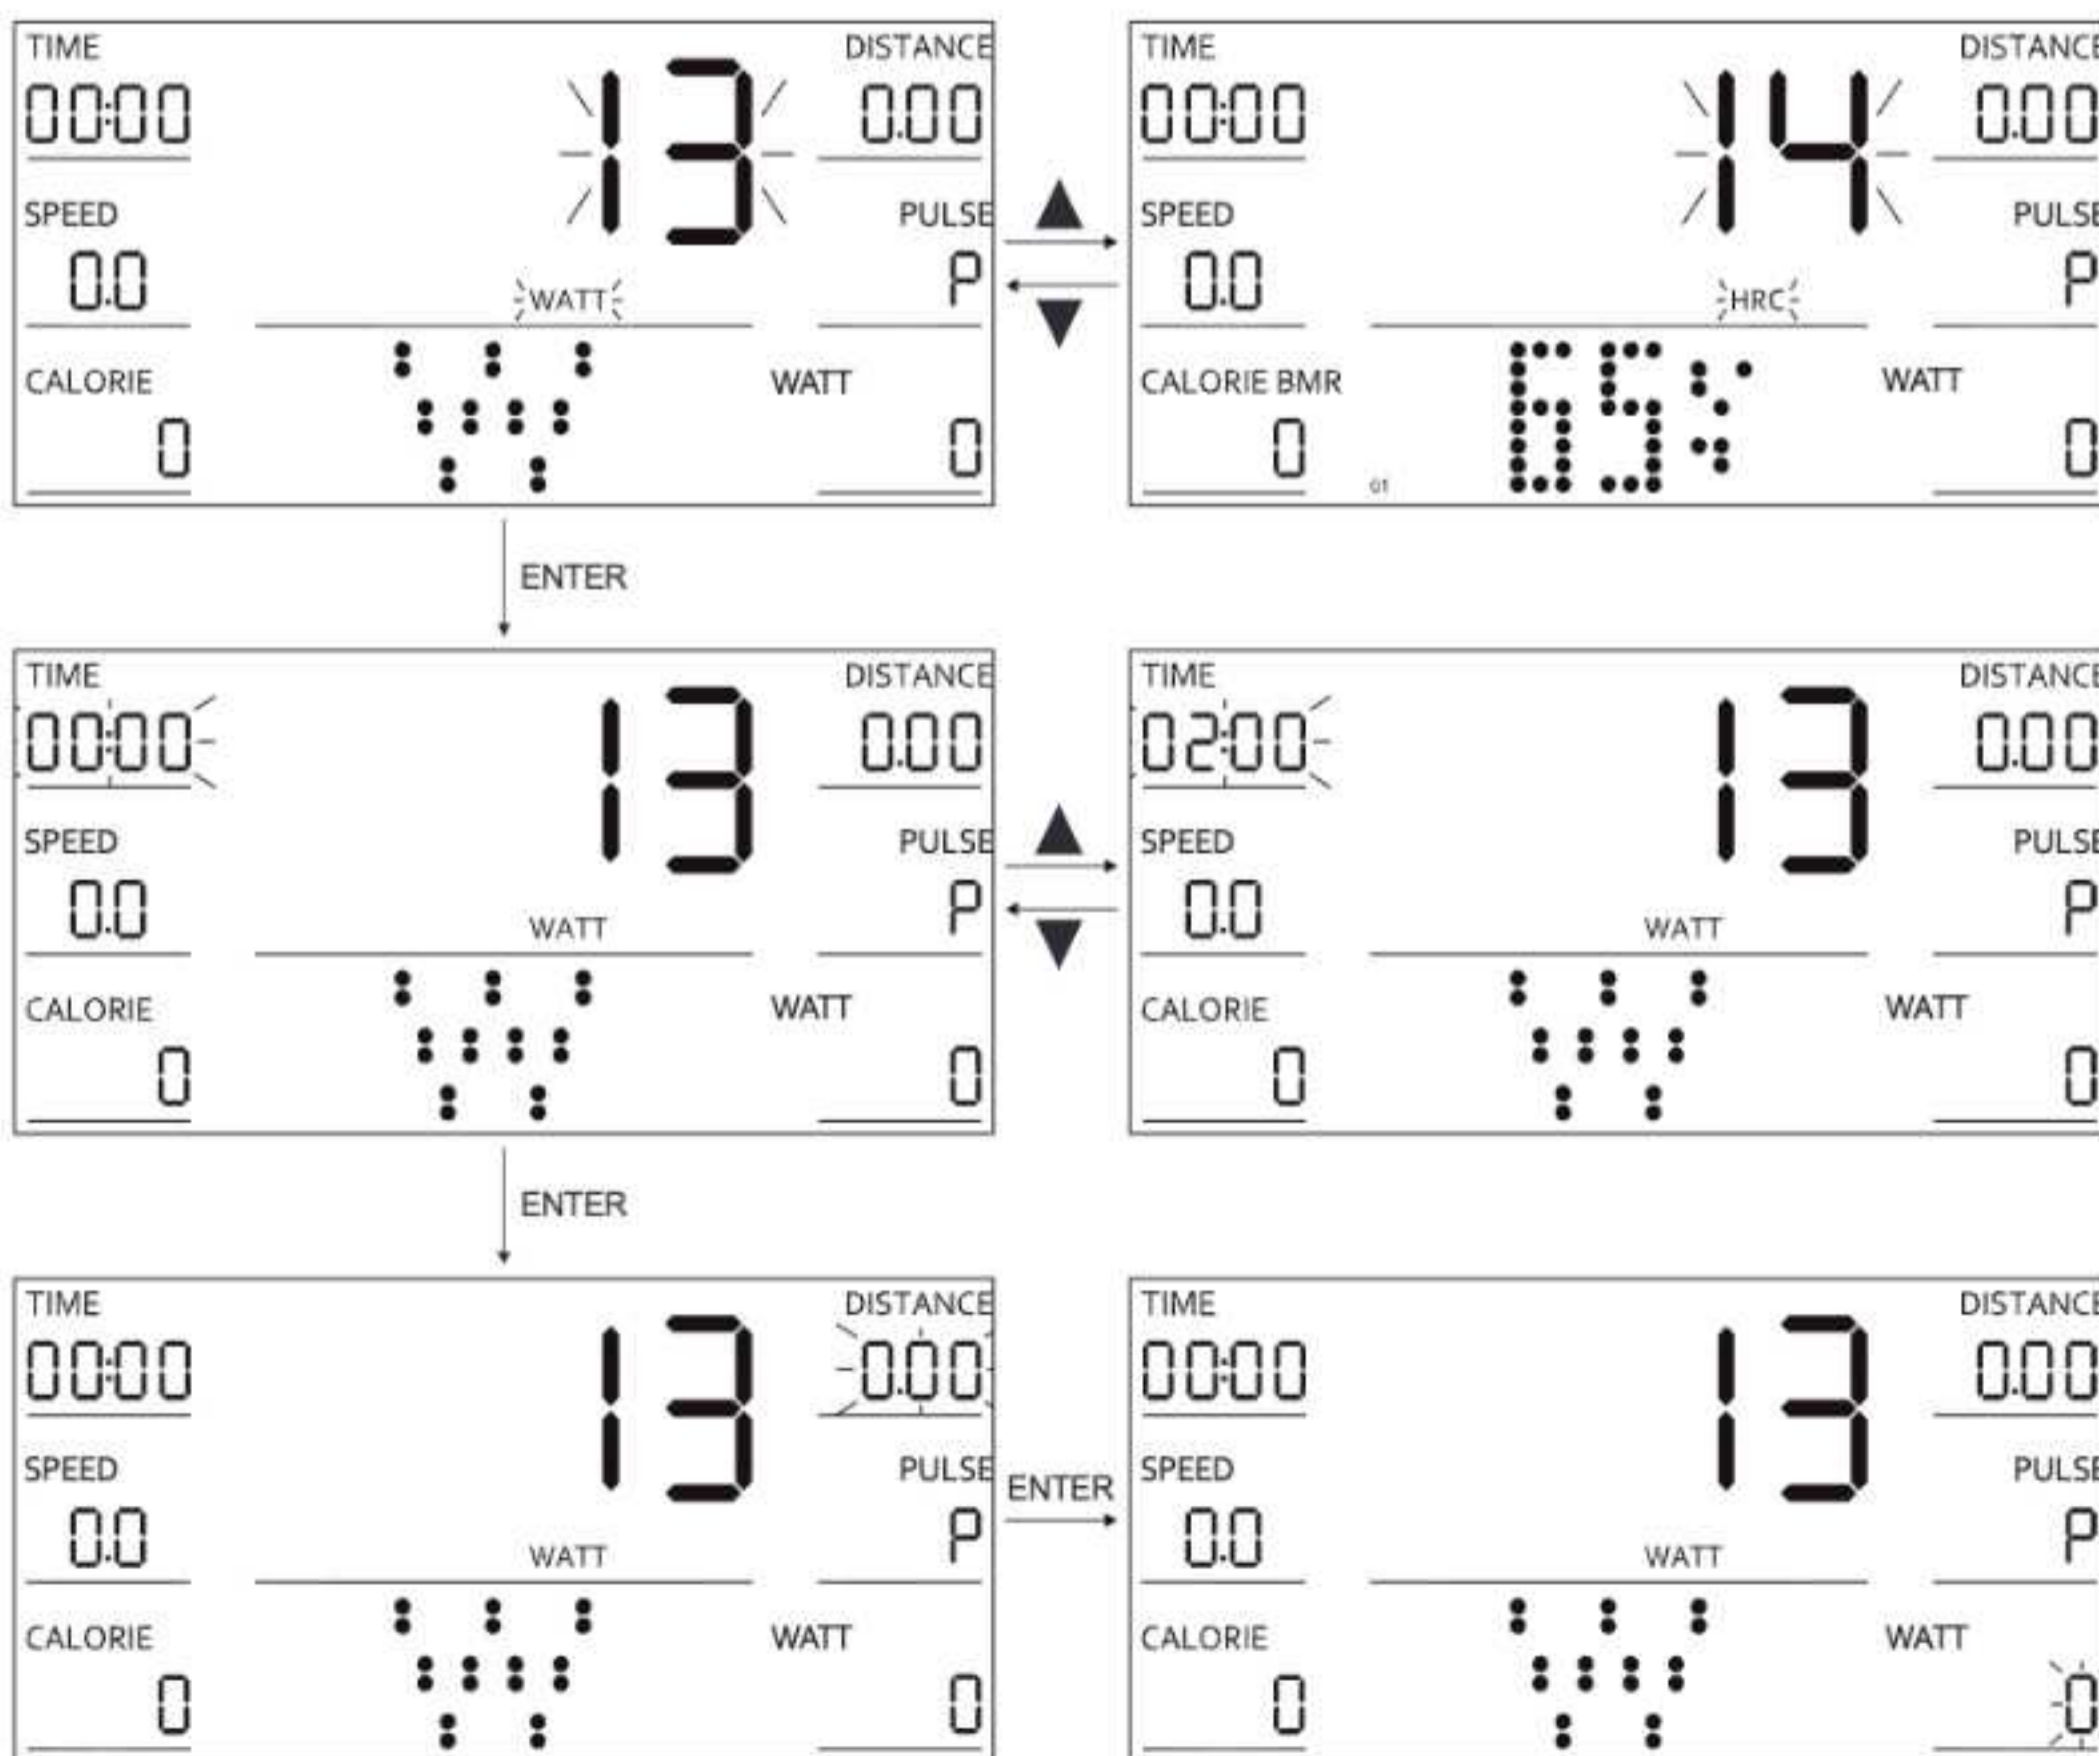 TIME 13 DISTANCE
00:00 0.00
SPEED PULSE
0.0 WATT P
CALORIE W WATT
0 0
TIME 14 DISTANCE
00:00 0.00
SPEED PULSE
0.0 HRC P
CALORIE BMR 65% WATT
0 01 0
ENTER
TIME 13 DISTANCE
00:00 0.00
SPEED PULSE
0.0 WATT P
CALORIE W WATT
0 0
TIME 13 DISTANCE
02:00 0.00
SPEED PULSE
0.0 WATT P
CALORIE W WATT
0 0
ENTER
TIME 13 DISTANCE
00:00 0.00
SPEED PULSE
0.0 WATT P
CALORIE W WATT
0 0
ENTER
TIME 13 DISTANCE
00:00 0.00
SPEED PULSE
0.0 WATT P
CALORIE W WATT
0 0